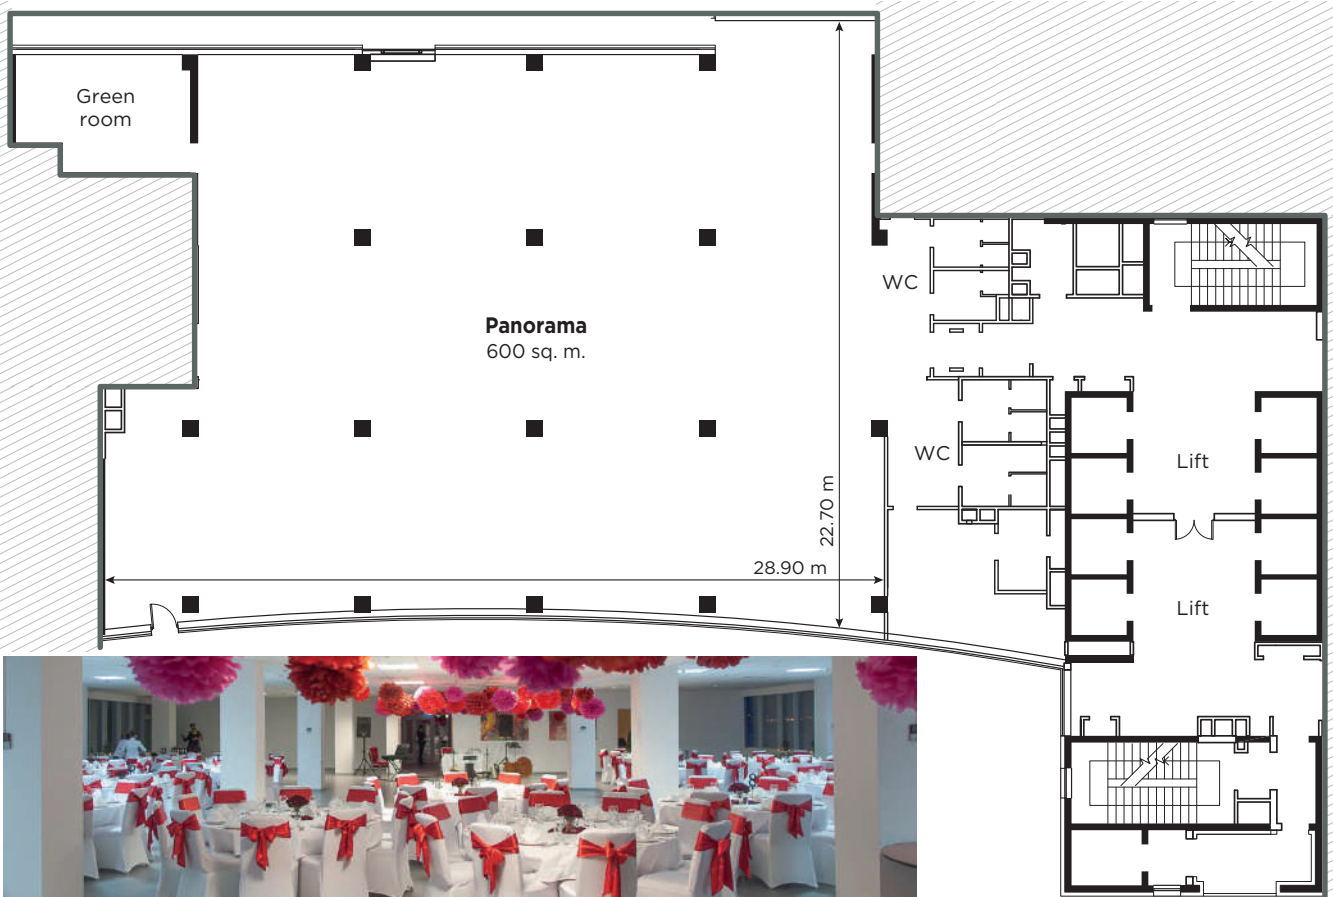 Green
room
WC
Panorama
600 sq. m.
WC
Lift
22.70 m
28.90 m
Lift